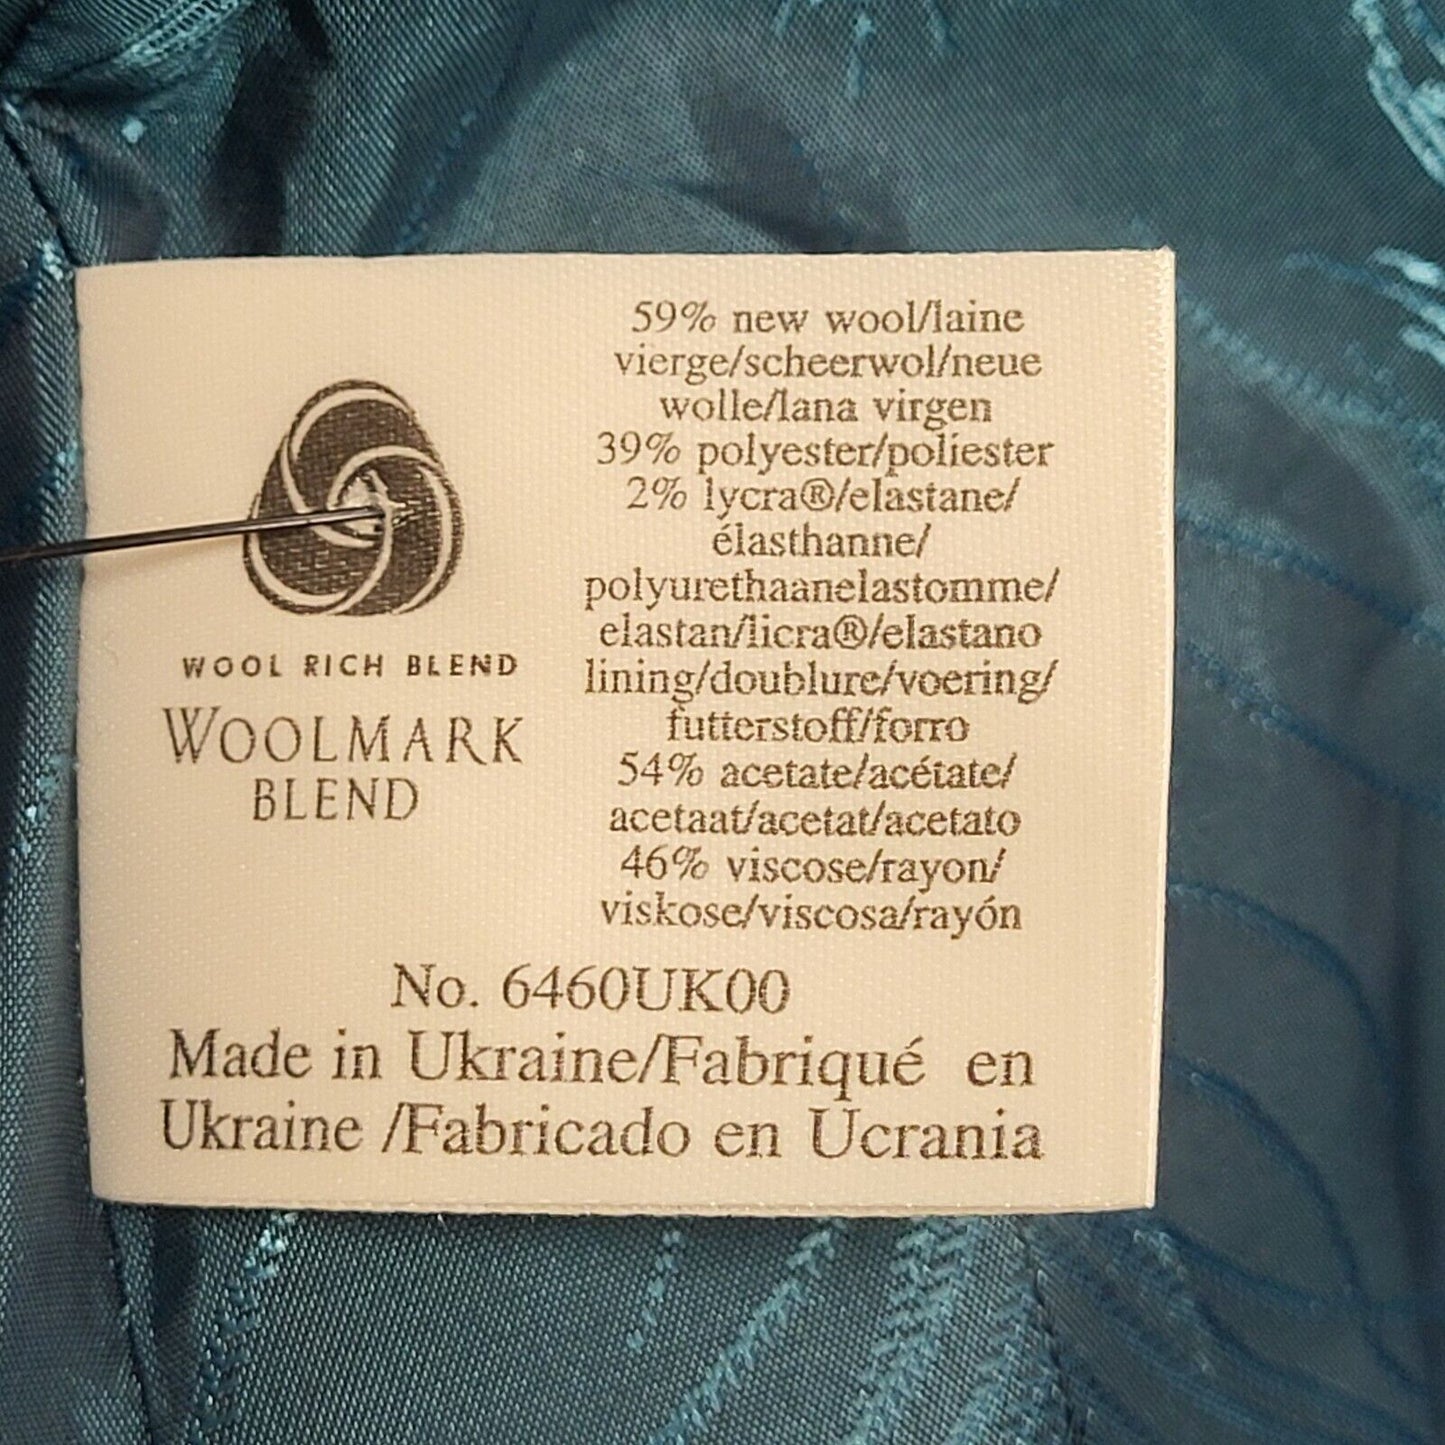 WOOL RICH BLEND
WOOLMARK
BLEND
59% new wool/laine
vierge/scheerwol/neue
wolle/lana virgen
39% polyester/poliester
2% lycra®/elastane/
élasthanne/
polyurethaanelastomme/
elastan/licra®/elastano
lining/doublure/voering/
futterstoff/forro
54% acetate/acétate/
acetaat/acetat/acetato
46% viscose/rayon/
viskose/viscosa/rayón
No. 6460UK00
Made in Ukraine/Fabriqué en
Ukraine /Fabricado en Ucrania